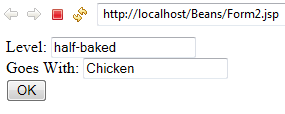 http://localhost/Beans/Form2.jsp
Level: half-baked
Goes With: Chicken
OK